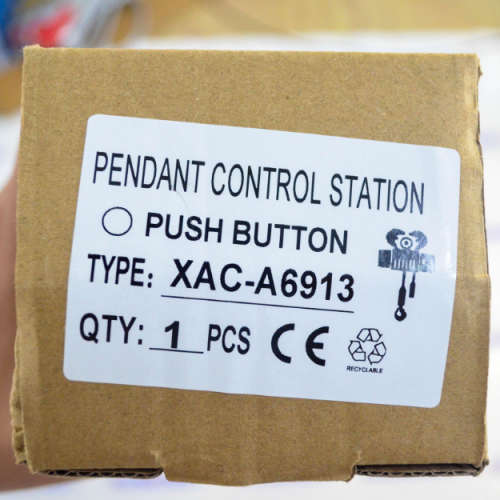 PENDANT CONTROL STATION
PUSH BUTTON
TYPE: XAC-A6913
QTY: 1 PCS CE
RECYCLABLE